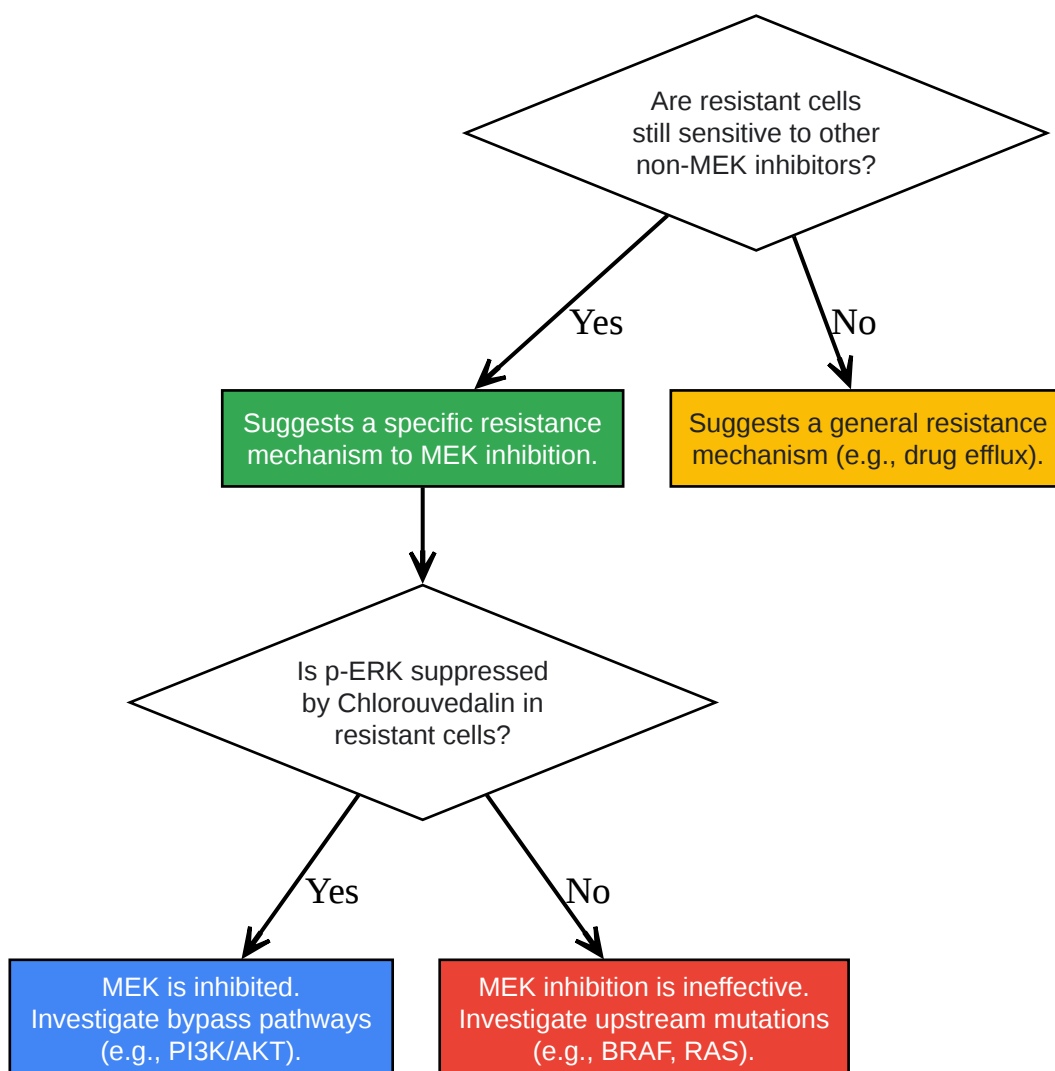 Are resistant cells
still sensitive to other
non-MEK inhibitors?
Yes
No
Suggests a specific resistance
mechanism to MEK inhibition.
Suggests a general resistance
mechanism (e.g., drug efflux).
Is p-ERK suppressed
by Chlorouvedalin in
resistant cells?
Yes
No
MEK is inhibited.
Investigate bypass pathways
(e.g., PI3K/AKT).
MEK inhibition is ineffective.
Investigate upstream mutations
(e.g., BRAF, RAS).